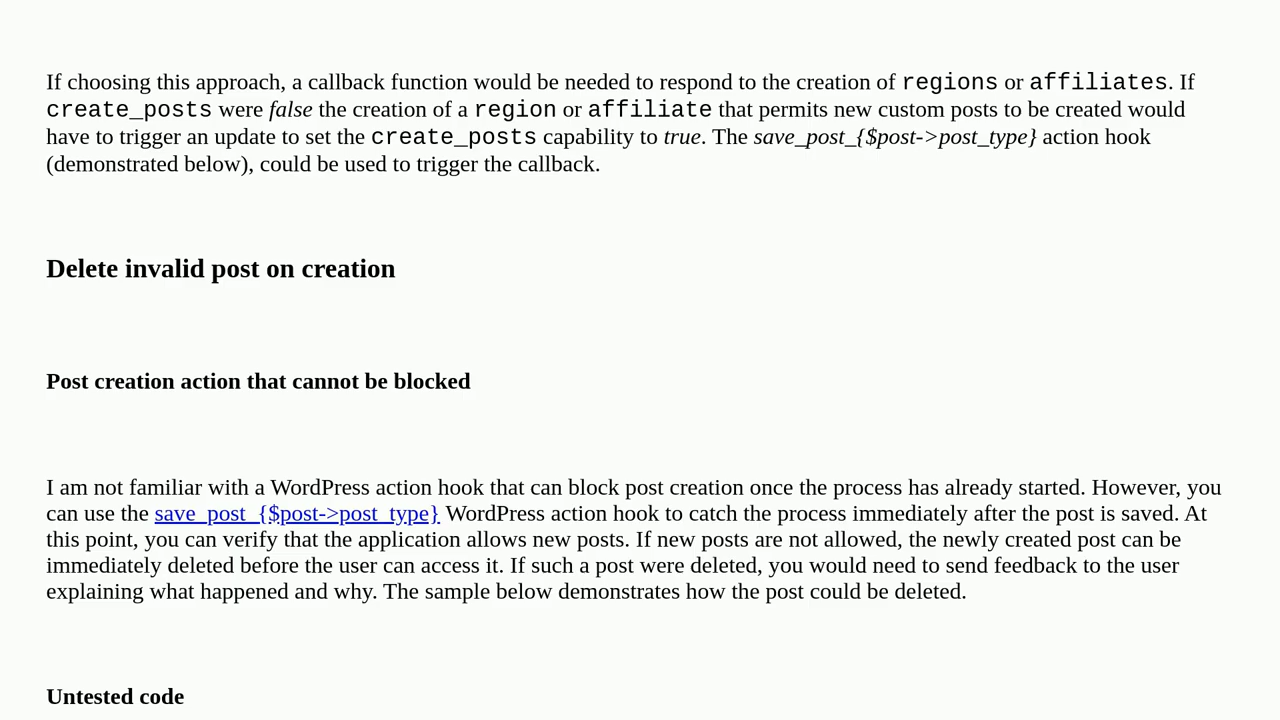 If choosing this approach, a callback function would be needed to respond to the creation of regions or affiliates. If
create_posts were false the creation of a region or affiliate that permits new custom posts to be created would
have to trigger an update to set the create_posts capability to true. The save_post_{$post->post_type} action hook
(demonstrated below), could be used to trigger the callback.
Delete invalid post on creation
Post creation action that cannot be blocked
I am not familiar with a WordPress action hook that can block post creation once the process has already started. However, you
can use the save_post_{$post->post_type} WordPress action hook to catch the process immediately after the post is saved. At
this point, you can verify that the application allows new posts. If new posts are not allowed, the newly created post can be
immediately deleted before the user can access it. If such a post were deleted, you would need to send feedback to the user
explaining what happened and why. The sample below demonstrates how the post could be deleted.
Untested code